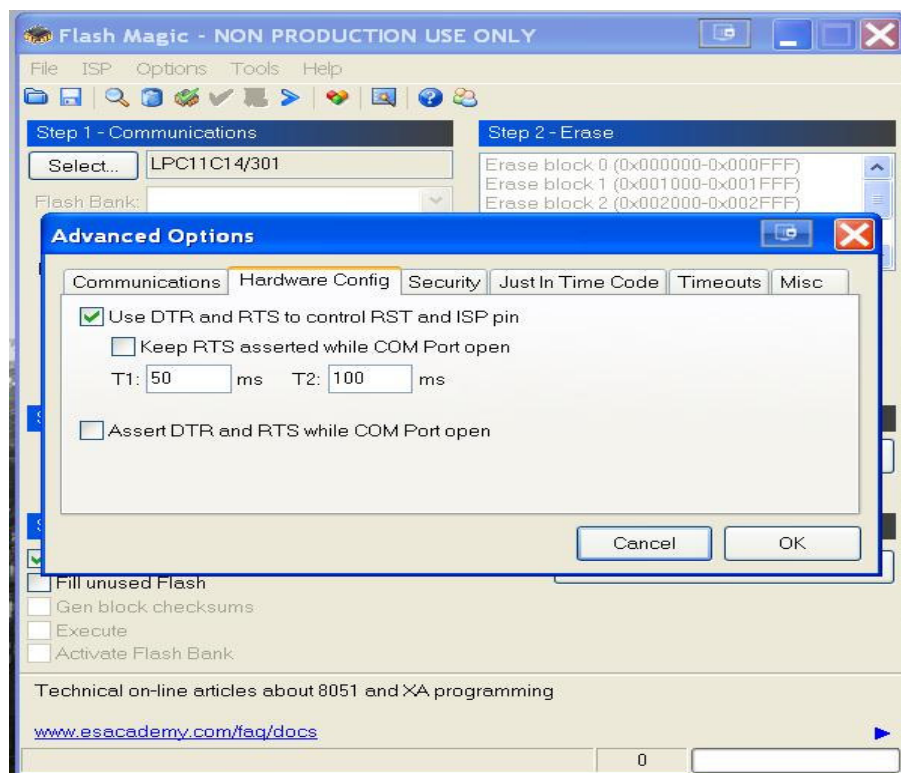 Flash Magic - NON PRODUCTION USE ONLY
File ISP Options Tools Help
Step 1 - Communications
Step 2 - Erase
Select... LPC11C14/301
Flash Bank:
Erase block 0 (0x000000-0x000FFF)
Erase block 1 (0x001000-0x001FFF)
Erase block 2 (0x002000-0x002FFF)
Advanced Options
Communications Hardware Config Security Just In Time Code Timeouts Misc
Use DTR and RTS to control RST and ISP pin
Keep RTS asserted while COM Port open
T1: 50 ms T2: 100 ms
Assert DTR and RTS while COM Port open
Cancel OK
Fill unused Flash
Gen block checksums
Execute
Activate Flash Bank
Technical on-line articles about 8051 and XA programming
www.esacademy.com/faq/docs
0